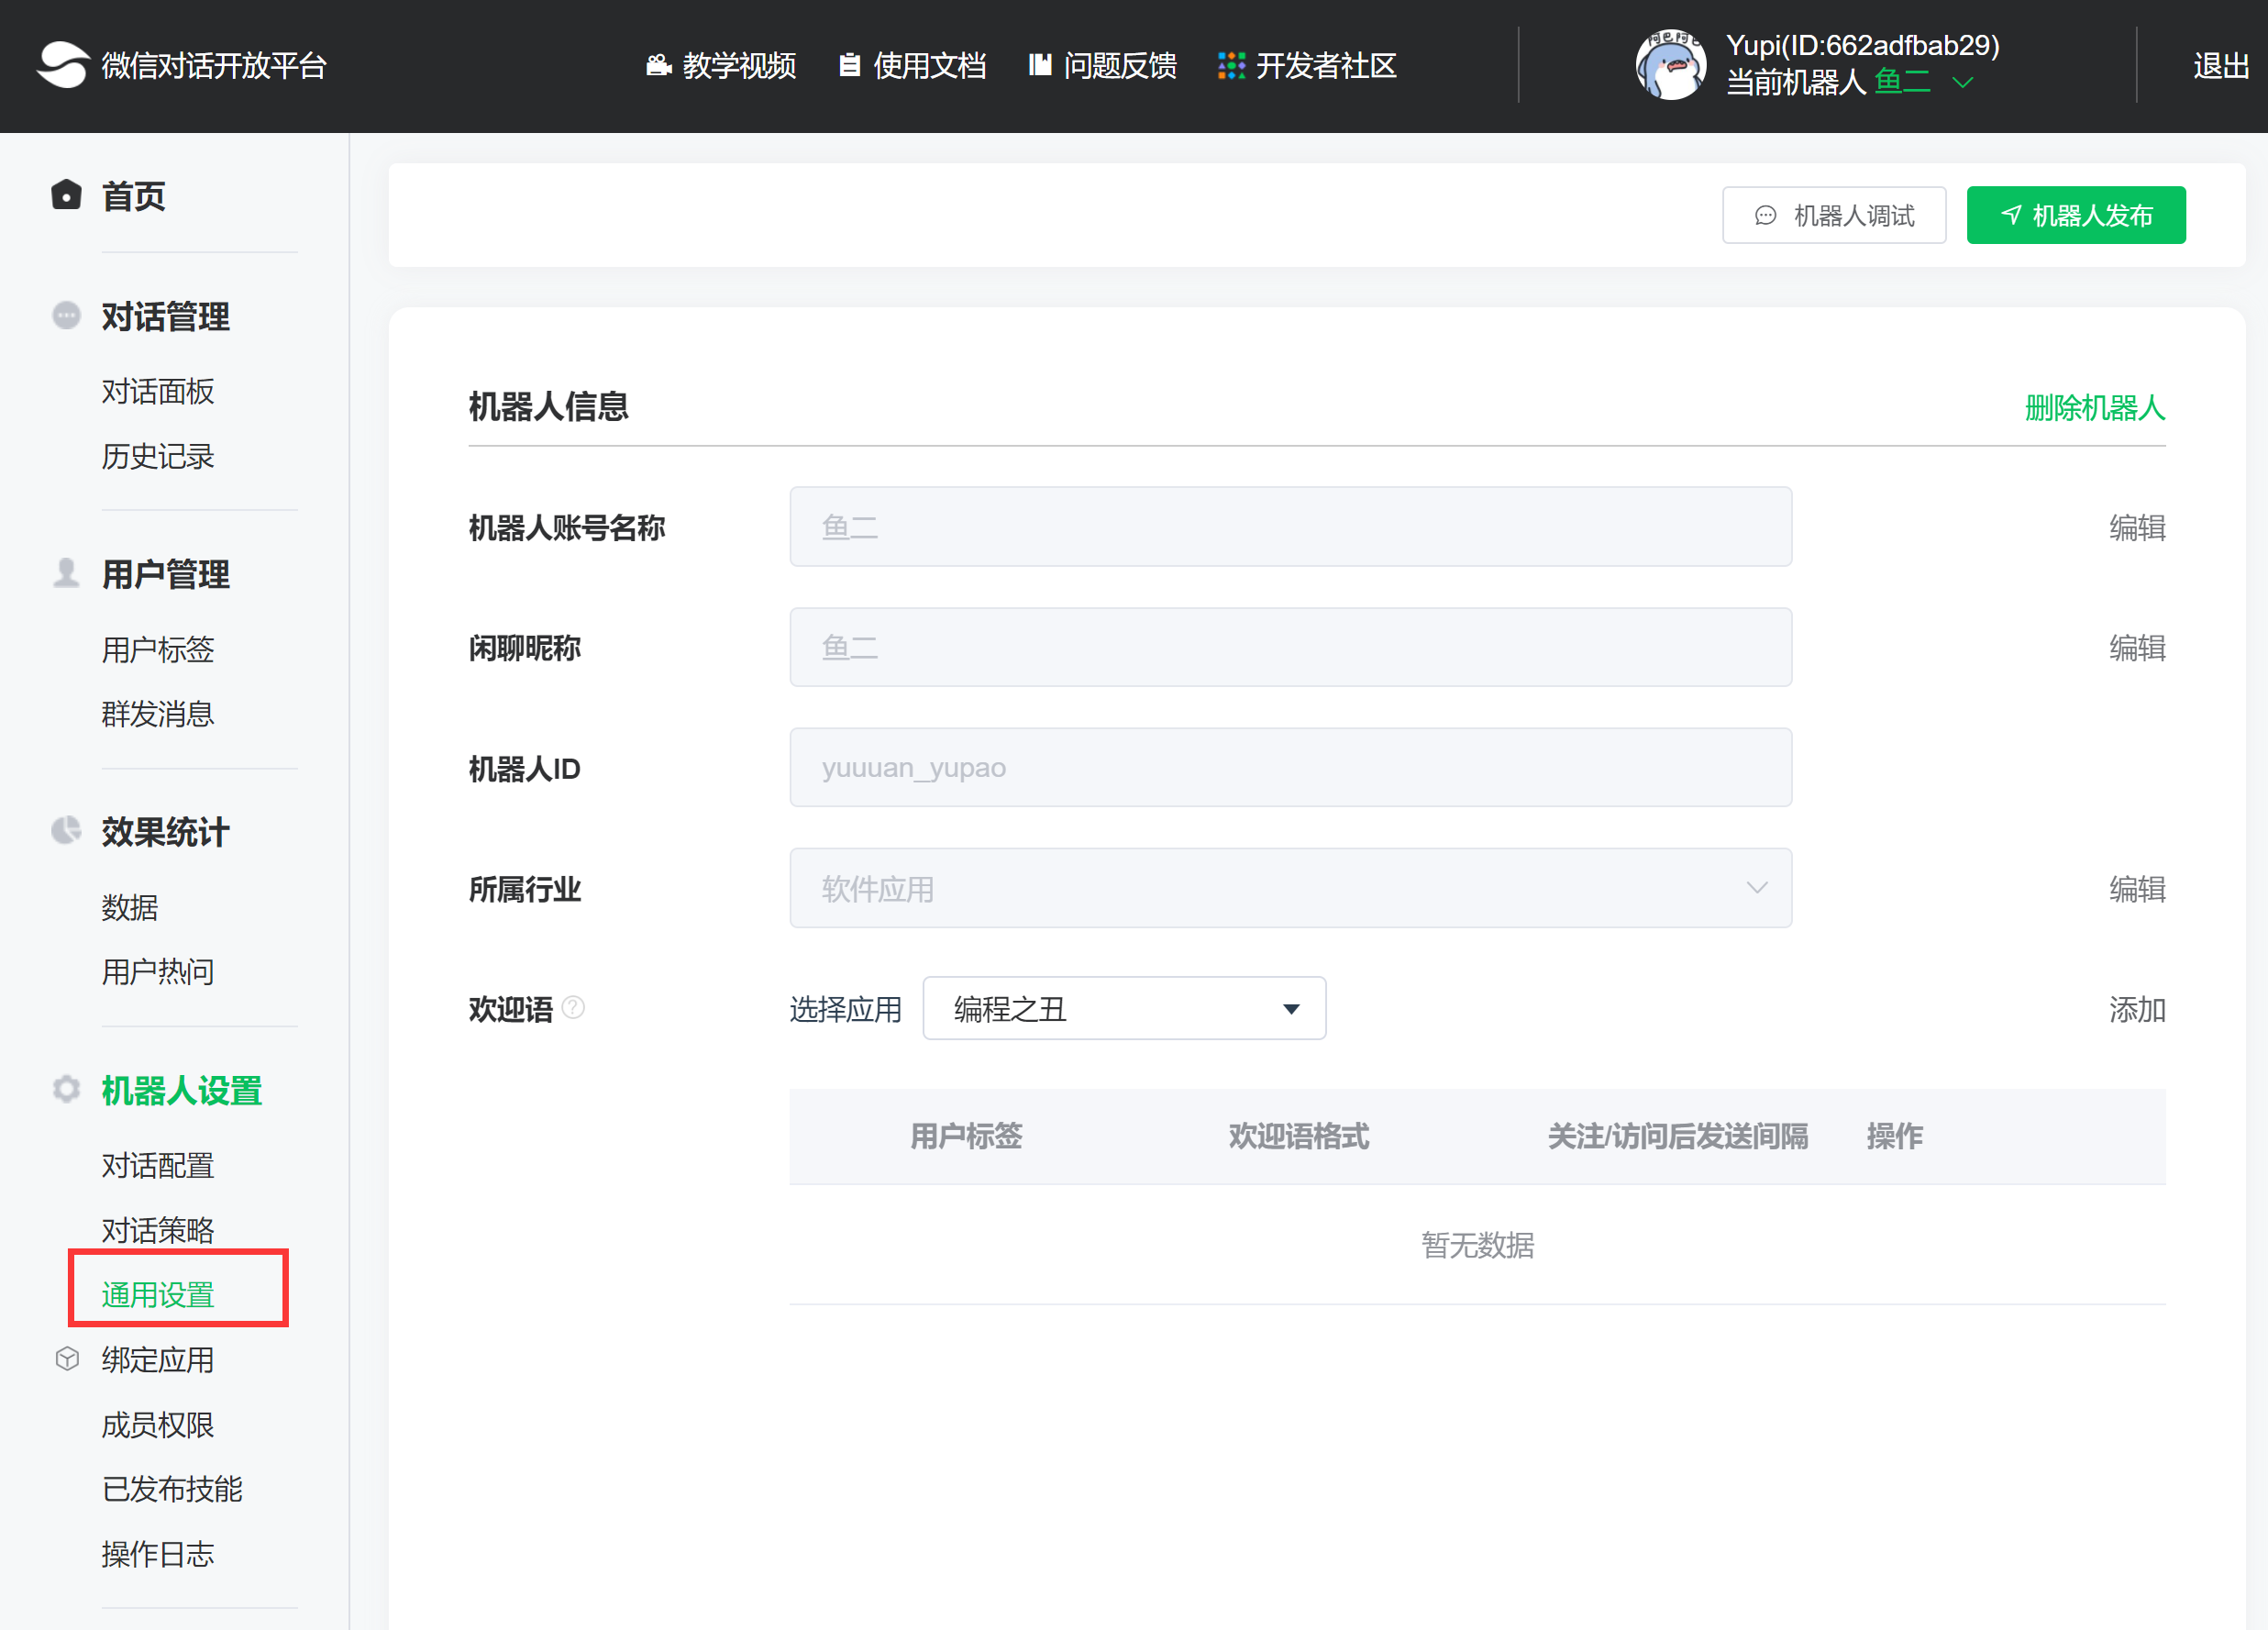 微信对话开放平台
教学视频 使用文档 问题反馈 开发者社区
Yupi(ID:662adfbab29)
当前机器人 鱼二
退出
首页
对话管理
对话面板
历史记录
用户管理
用户标签
群发消息
效果统计
数据
用户热问
机器人设置
对话配置
对话策略
通用设置
绑定应用
成员权限
已发布技能
操作日志
机器人调试 机器人发布
机器人信息 删除机器人
机器人账号名称 鱼二 编辑
闲聊昵称 鱼二 编辑
机器人ID yuuuan_yupao
所属行业 软件应用 编辑
欢迎语 ? 选择应用 编程之丑 添加
用户标签 欢迎语格式 关注/访问后发送间隔 操作
暂无数据